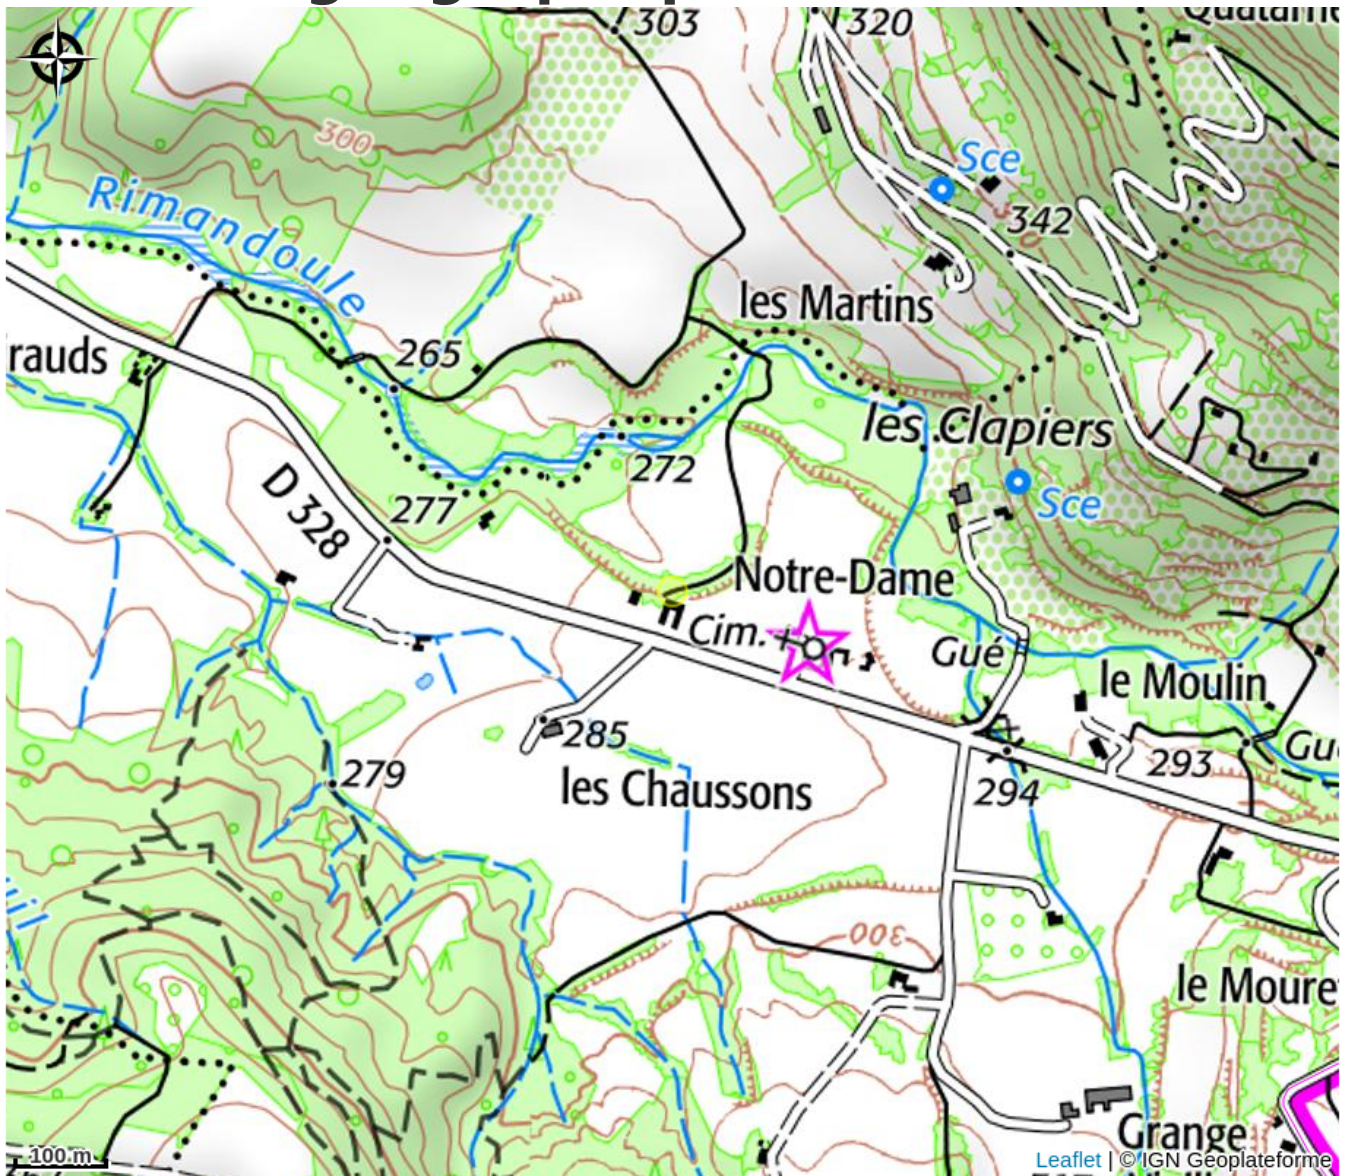 303
320
300
Sce
Rimandoule
342
les Martins
rauds
265
les Clapiers
272
Sce
277
D 328
Notre-Dame
Cim.
Gué
le Moulin
285
Gu
279
les Chaussons
293
294
300
le Moure
Grange
100 m
Leaflet | © IGN Geoplateforme